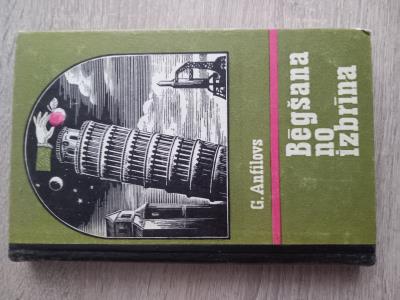 G. Anfilovs
Bēgšana
no
izbrīna